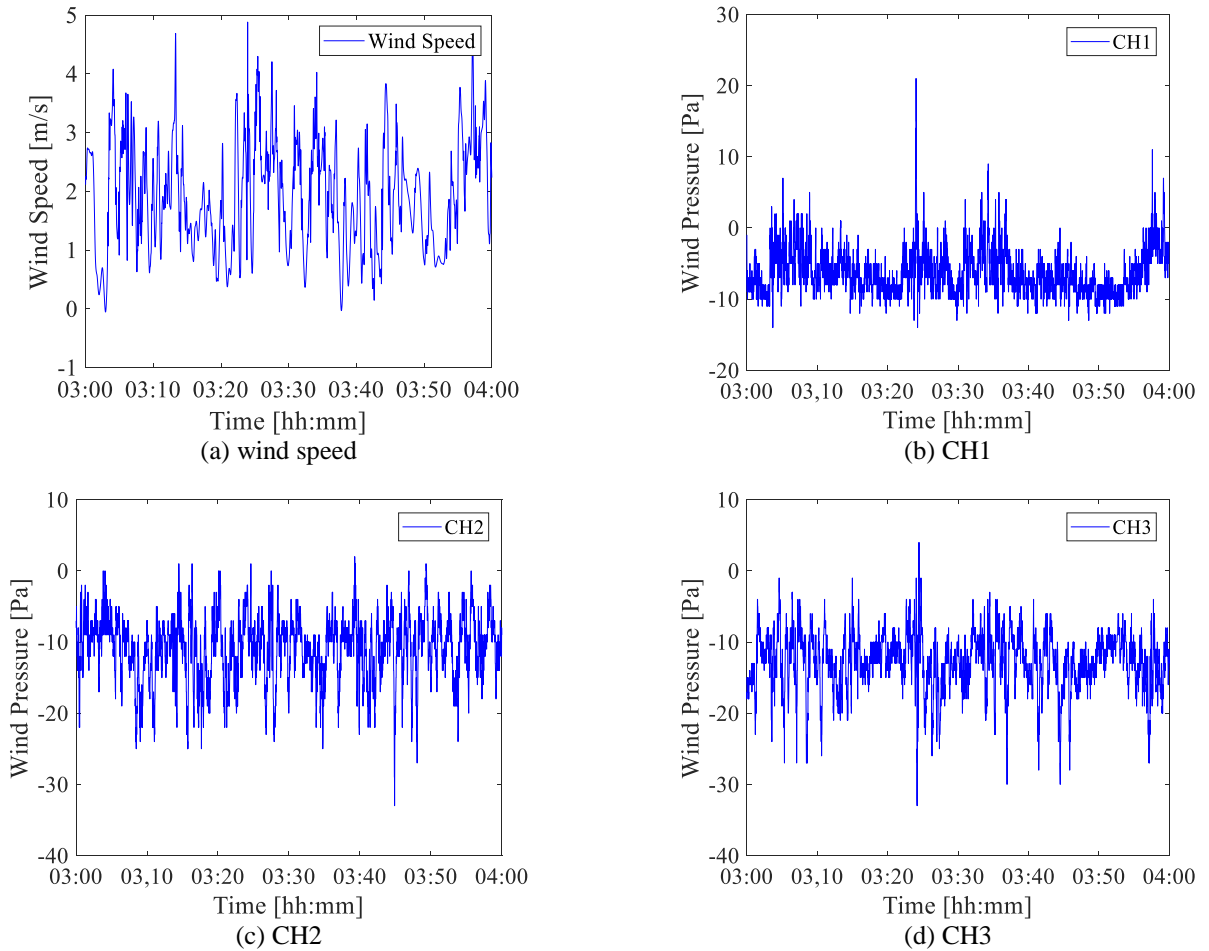 5
4
3
2
1
0
-1
Wind Speed [m/s]
Wind Speed
03:00 03:10 03:20 03:30 03:40 03:50 04:00
Time [hh:mm]
(a) wind speed
30
20
10
0
-10
-20
Wind Pressure [Pa]
CH1
03:00 03,10 03:20 03:30 03:40 03:50 04:00
Time [hh:mm]
(b) CH1
10
0
-10
-20
-30
-40
Wind Pressure [Pa]
CH2
03:00 03,10 03:20 03:30 03:40 03:50 04:00
Time [hh:mm]
(c) CH2
10
0
-10
-20
-30
-40
Wind Pressure [Pa]
CH3
03:00 03,10 03:20 03:30 03:40 03:50 04:00
Time [hh:mm]
(d) CH3